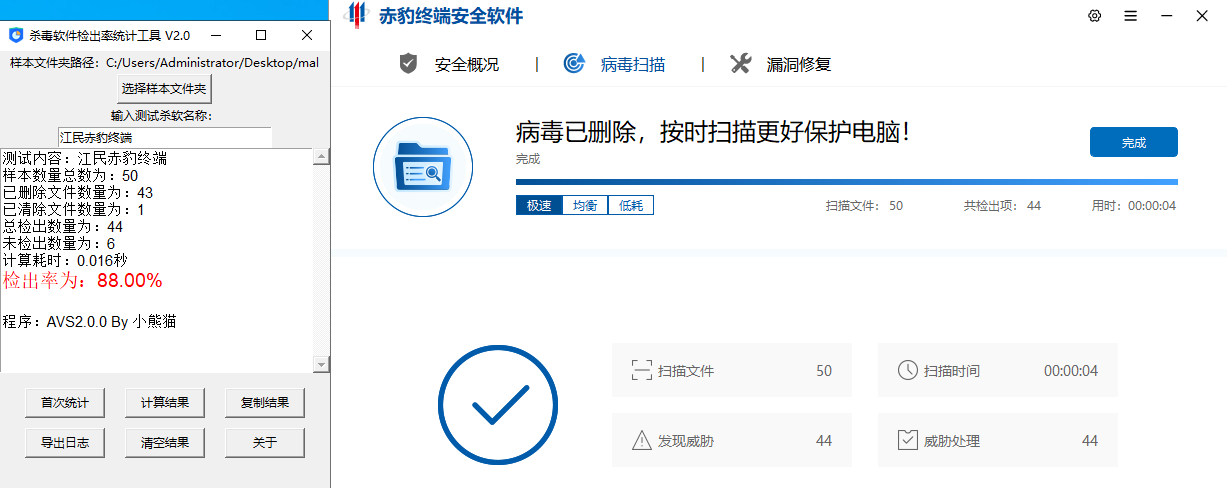 杀毒软件检出率统计工具 V2.0
样本文件夹路径：C:/Users/Administrator/Desktop/mal
选择样本文件夹
输入测试杀软名称：
江民赤豹终端
测试内容：江民赤豹终端
样本数量总数为：50
已删除文件数量为：43
已清除文件数量为：1
总检出数量为：44
未检出数量为：6
计算耗时：0.016秒
检出率为：88.00%
程序：AVS2.0.0 By 小熊猫
首次统计 计算结果 复制结果
导出日志 清空结果 关于
赤豹终端安全软件
安全概况 病毒扫描 漏洞修复
病毒已删除，按时扫描更好保护电脑！
完成
完成
极速 均衡 低耗 扫描文件： 50 共检出项： 44 用时：00:00:04
扫描文件 50 扫描时间 00:00:04
发现威胁 44 威胁处理 44